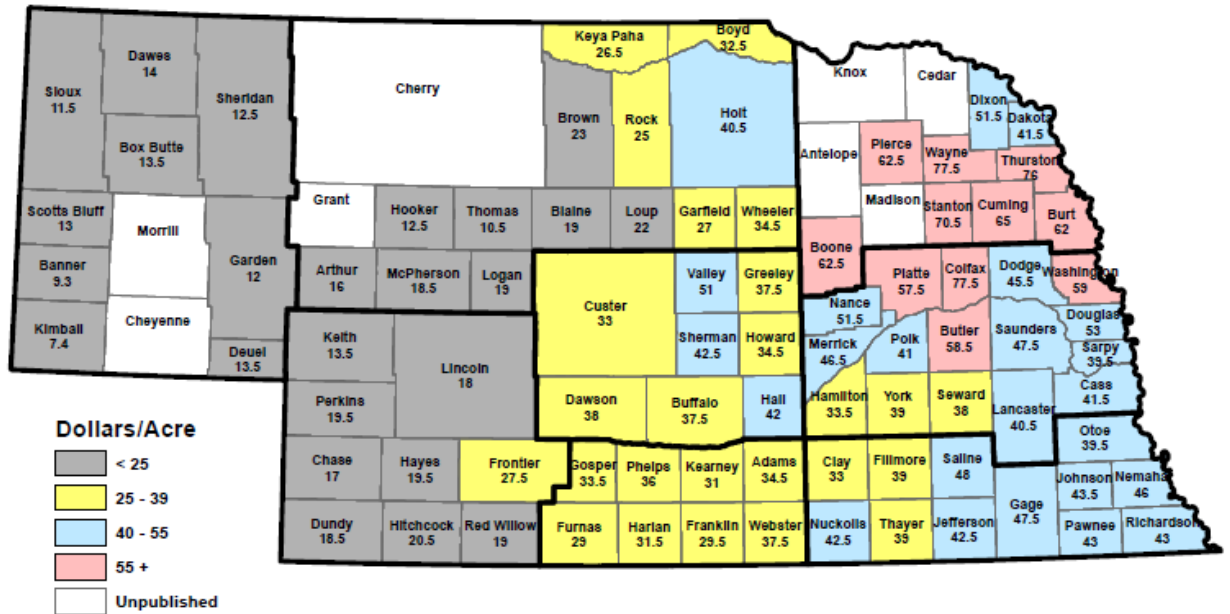 Keya Paha
26.5
Boyd
32.5
Dawes
14
Sioux
11.5
Sheridan
12.5
Cherry
Brown
23
Rock
25
Holt
40.5
Knox
Cedar
Dixon
51.5
Dakota
41.5
Box Butte
13.5
Antelope
Pierce
62.5
Wayne
77.5
Thurston
76
Scotts Bluff
13
Morrill
Garden
12
Grant
Hooker
12.5
Thomas
10.5
Blaine
19
Loup
22
Garfield
27
Wheeler
34.5
Madison
Stanton
70.5
Cuming
65
Burt
62
Boone
62.5
Banner
9.3
Arthur
16
McPherson
18.5
Logan
19
Custer
33
Valley
51
Greeley
37.5
Platte
57.5
Colfax
77.5
Dodge
45.5
Washington
59
Nance
51.5
Kimball
7.4
Cheyenne
Deuel
13.5
Keith
13.5
Lincoln
18
Sherman
42.5
Howard
34.5
Merrick
46.5
Polk
41
Butler
58.5
Saunders
47.5
Douglas
53
Sarpy
39.5
Perkins
19.5
Dawson
38
Buffalo
37.5
Hall
42
Hamilton
33.5
York
39
Seward
38
Lancaster
40.5
Cass
41.5
Otoe
39.5
Chase
17
Hayes
19.5
Frontier
27.5
Gosper
33.5
Phelps
36
Kearney
31
Adams
34.5
Clay
33
Fillmore
39
Saline
48
Gage
47.5
Johnson
43.5
Nemaha
46
Dundy
18.5
Hitchcock
20.5
Red Willow
19
Furnas
29
Harlan
31.5
Franklin
29.5
Webster
37.5
Nuckolls
42.5
Thayer
39
Jefferson
42.5
Pawnee
43
Richardson
43
Dollars/Acre
< 25
25 - 39
40 - 55
55 +
Unpublished